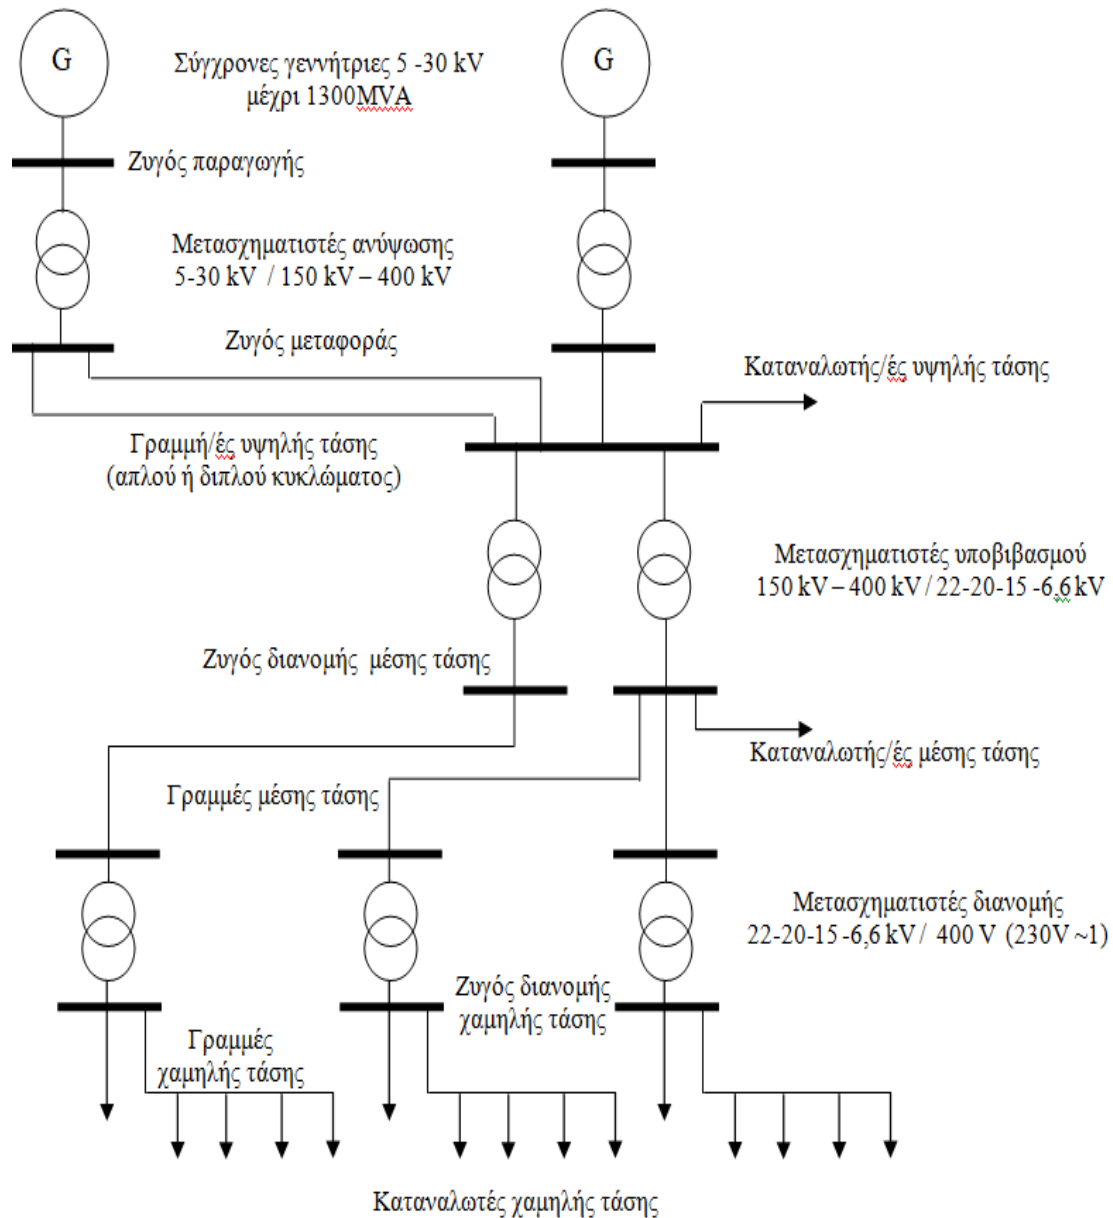 G
Σύγχρονες γεννήτριες 5 -30 kV
μέχρι 1300MVA
G
Ζυγός παραγωγής
Μετασχηματιστές ανύψωσης
5-30 kV / 150 kV – 400 kV
Ζυγός μεταφοράς
Καταναλωτής/ές υψηλής τάσης
Γραμμή/ές υψηλής τάσης
(απλού ή διπλού κυκλώματος)
Μετασχηματιστές υποβιβασμού
150 kV – 400 kV / 22-20-15 -6,6 kV
Ζυγός διανομής μέσης τάσης
Καταναλωτής/ές μέσης τάσης
Γραμμές μέσης τάσης
Μετασχηματιστές διανομής
22-20-15 -6,6 kV / 400 V (230V ~1)
Ζυγός διανομής
χαμηλής τάσης
Γραμμές
χαμηλής τάσης
Καταναλωτές χαμηλής τάσης